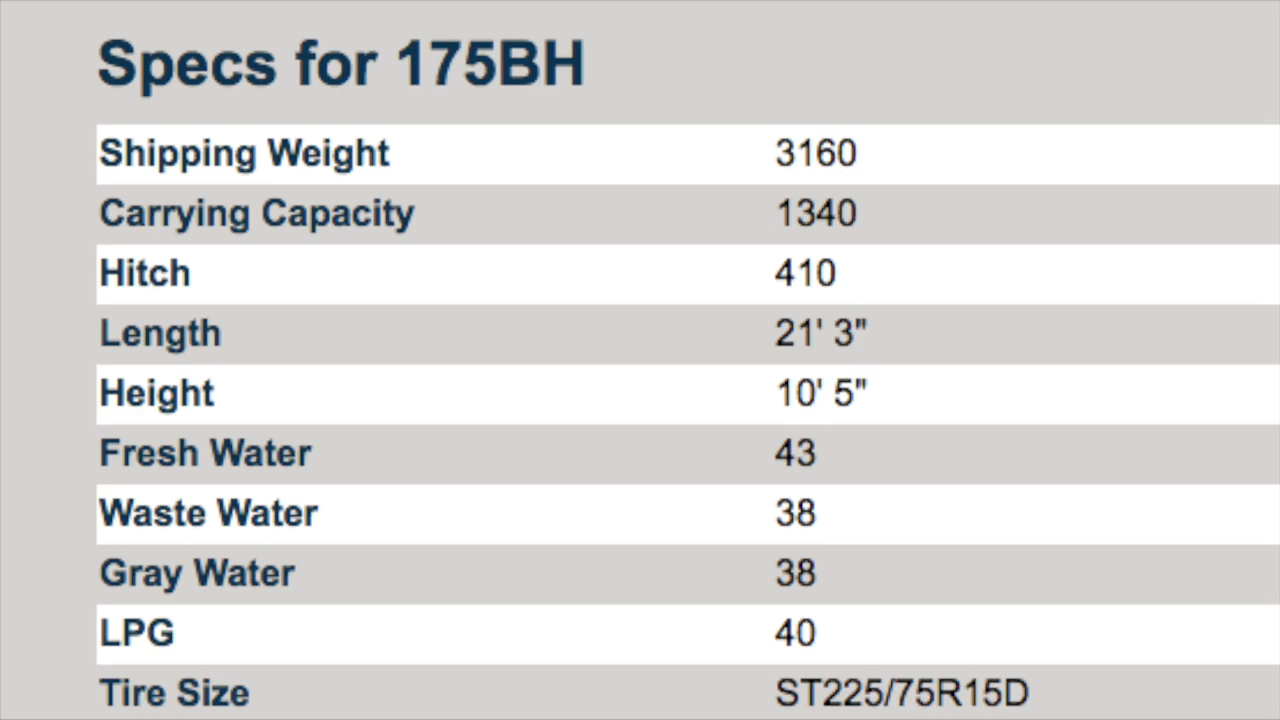 Specs for 175BH
Shipping Weight 3160
Carrying Capacity 1340
Hitch 410
Length 21' 3"
Height 10' 5"
Fresh Water 43
Waste Water 38
Gray Water 38
LPG 40
Tire Size ST225/75R15D